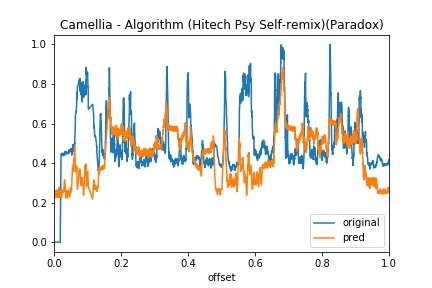 Camellia - Algorithm (Hitech Psy Self-remix)(Paradox)
1.0
0.8
0.6
0.4
0.2
0.0
0.0 0.2 0.4 0.6 0.8 1.0
offset
original
pred